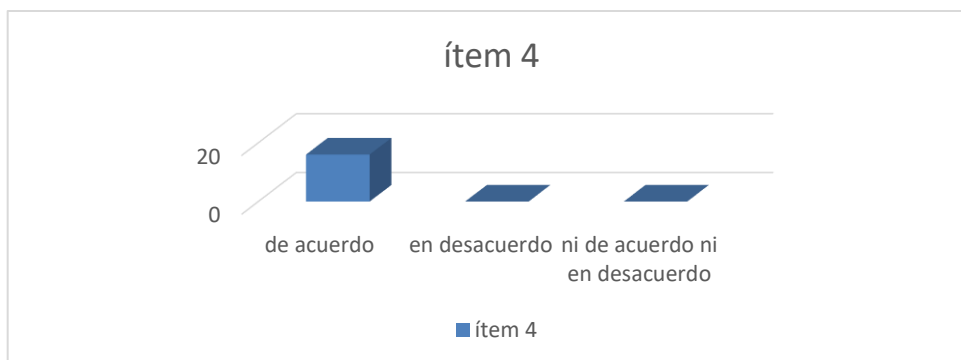 ítem 4
20
0
de acuerdo
en desacuerdo
ni de acuerdo ni
en desacuerdo
ítem 4